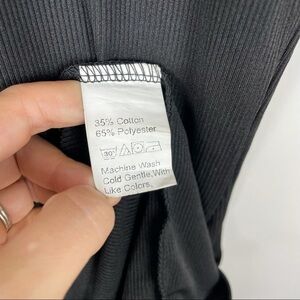 35% Cotton
65% Polyester
30°
Machine Wash
Cold Gentle,With
Like Colors,